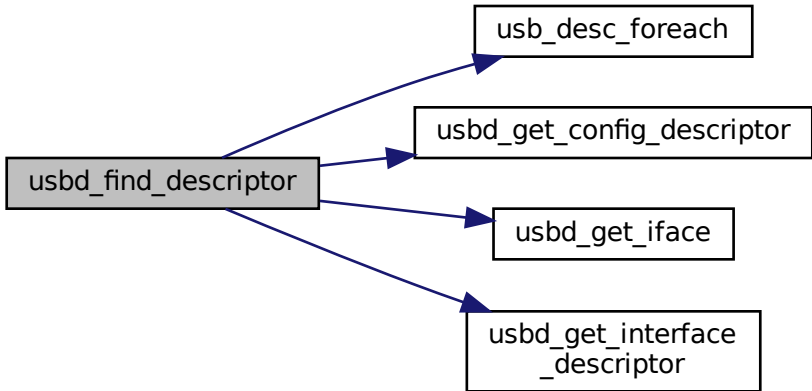 usb_desc_foreach
usbd_get_config_descriptor
usbd_find_descriptor
usbd_get_iface
usbd_get_interface
_descriptor